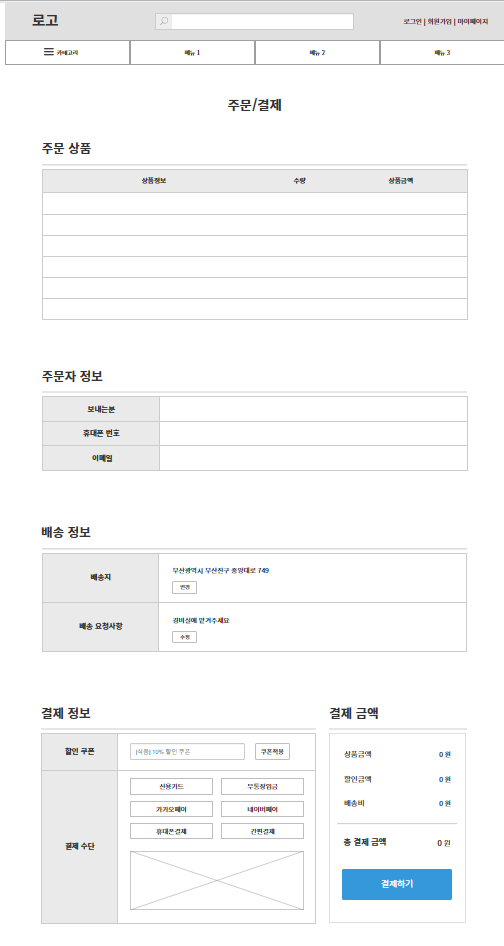 로고
로그인 | 회원가입 | 마이페이지
카테고리
메뉴 1
메뉴 2
메뉴 3
주문/결제
주문 상품
상품정보 수량 상품금액
주문자 정보
보내는분
휴대폰 번호
이메일
배송 정보
배송지
부산광역시 부산진구 중앙대로 749
변경
배송 요청사항
경비실에 맡겨주세요
수정
결제 정보
할인 쿠폰
10% 할인 쿠폰
쿠폰적용
결제 수단
신용카드
무통장입금
카카오페이
네이버페이
휴대폰결제
간편결제
결제 금액
상품금액 0 원
할인금액 0 원
배송비 0 원
총 결제 금액 0 원
결제하기